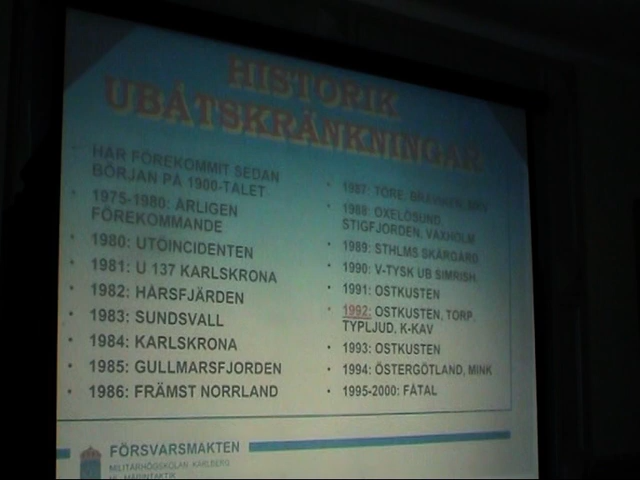 HISTORIK
UBÅTSKRÄNKNINGAR
• HAR FÖREKOMMIT SEDAN
BÖRJAN PÅ 1900-TALET
• 1975-1980: ÅRLIGEN
FÖREKOMMANDE
• 1980: UTÖINCIDENTEN
• 1981: U 137 KARLSKRONA
• 1982: HÅRSFJÄRDEN
• 1983: SUNDSVALL
• 1984: KARLSKRONA
• 1985: GULLMARSFJORDEN
• 1986: FRÄMST NORRLAND
• 1987: TÖRE, BRÅVIKEN,
• 1988: OXELÖSUND,
STIGFJORDEN, VAXHOLM
• 1989: STHLMS SKÄRGÅRD
• 1990: V-TYSK UB SIMRISH.
• 1991: OSTKUSTEN
• 1992: OSTKUSTEN, TORP.
TYPLJUD, K-KAV
• 1993: OSTKUSTEN
• 1994: ÖSTERGÖTLAND, MINK
• 1995-2000: FÅTAL
FÖRSVARSMAKTEN
MILITÄRHÖGSKOLAN KARLBERG
MARINTAKTIK